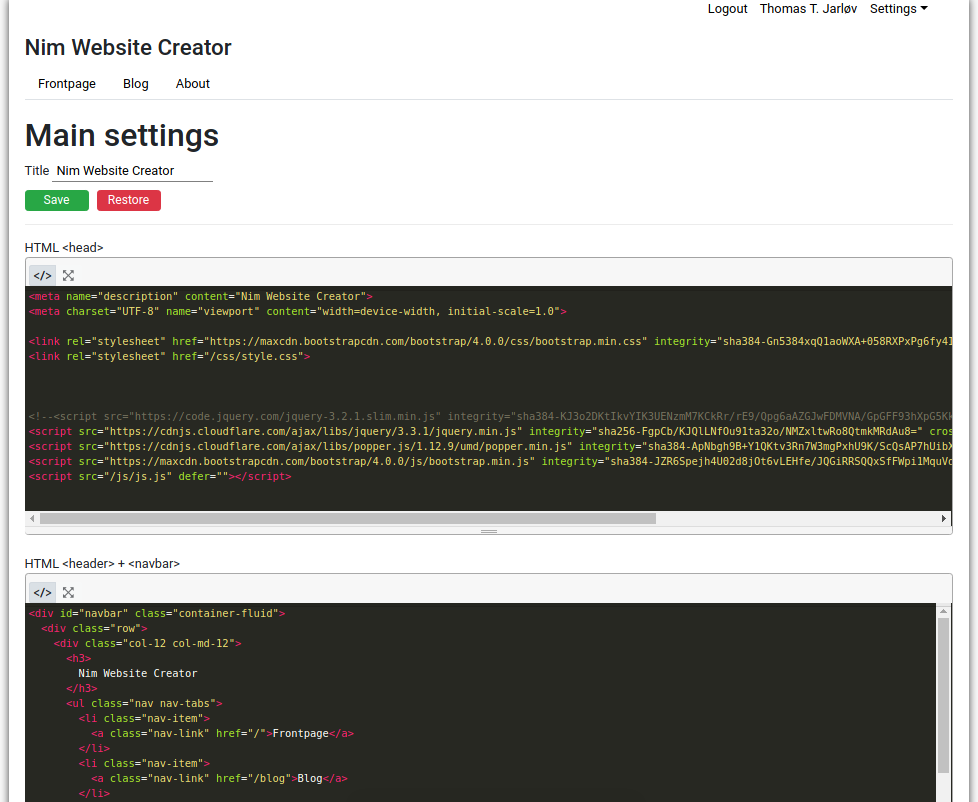 Logout Thomas T. Jarløv Settings
Nim Website Creator
Frontpage Blog About
Main settings
Title Nim Website Creator
Save Restore
HTML <head>
</>
<meta name="description" content="Nim Website Creator">
<meta charset="UTF-8" name="viewport" content="width=device-width, initial-scale=1.0">
<link rel="stylesheet" href="https://maxcdn.bootstrapcdn.com/bootstrap/4.0.0/css/bootstrap.min.css" integrity="sha384-Gn5384xqQ1aoWXA+058RXPxPg6fy4I
<link rel="stylesheet" href="/css/style.css">
<!--<script src="https://code.jquery.com/jquery-3.2.1.slim.min.js" integrity="sha384-KJ3o2DKtIkvYIK3UENzmM7KCkRr/rE9/Qpg6aAZGJwFDMVNA/GpGFF93hXpG5Kk
<script src="https://cdnjs.cloudflare.com/ajax/libs/jquery/3.3.1/jquery.min.js" integrity="sha256-FgpCb/KJQlLNfOu91ta32o/NMZxltwRo8QtmkMRdAu8=" cros
<script src="https://cdnjs.cloudflare.com/ajax/libs/popper.js/1.12.9/umd/popper.min.js" integrity="sha384-ApNbgh9B+Y1QKtv3Rn7W3mgPxhU9K/ScQsAP7hUibX
<script src="https://maxcdn.bootstrapcdn.com/bootstrap/4.0.0/js/bootstrap.min.js" integrity="sha384-JZR6Spejh4U02d8jOt6vLEHfe/JQGiRRSQQxSfFWpi1MquVd
<script src="/js/js.js" defer=""></script>
HTML <header> + <navbar>
</>
<div id="navbar" class="container-fluid">
<div class="row">
<div class="col-12 col-md-12">
<h3>
Nim Website Creator
</h3>
<ul class="nav nav-tabs">
<li class="nav-item">
<a class="nav-link" href="/">Frontpage</a>
</li>
<li class="nav-item">
<a class="nav-link" href="/blog">Blog</a>
</li>